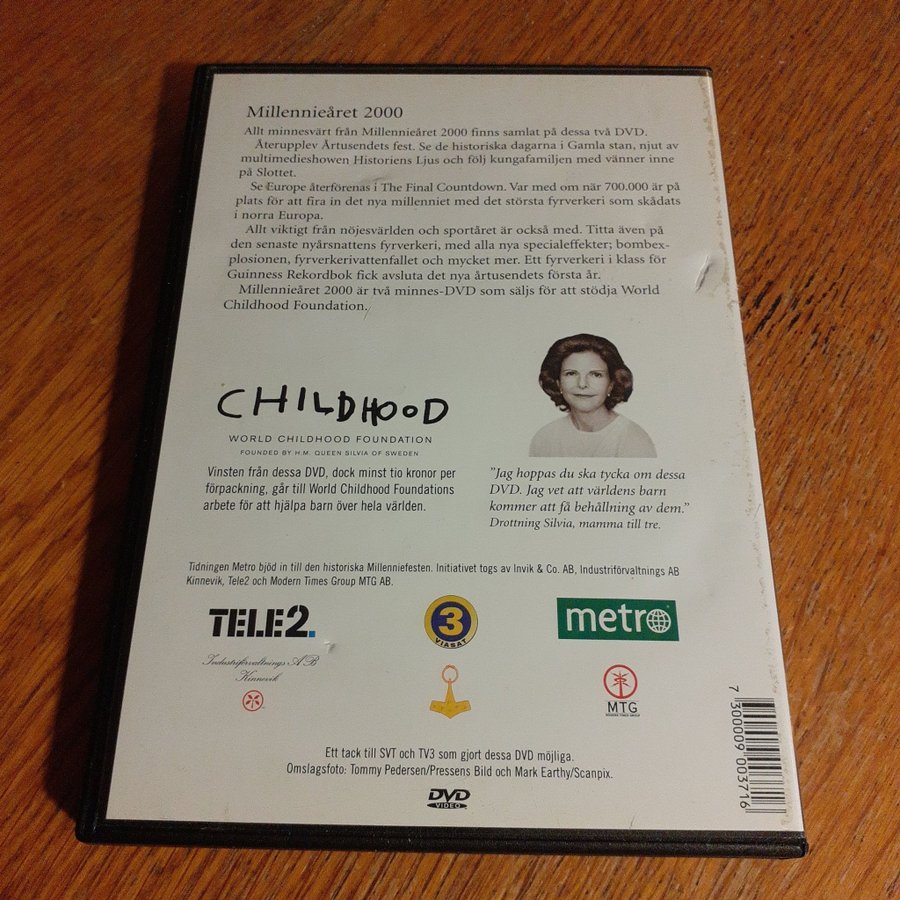 Millennieåret 2000
Allt minnesvärt från Millennieåret 2000 finns samlat på dessa två DVD.
Återupplev Årtusendets fest. Se de historiska dagarna i Gamla stan, njut av
multimedieshowen Historiens Ljus och följ kungafamiljen med vänner inne
på Slottet.
Se Europe återförenas i The Final Countdown. Var med om när 700.000 är på
plats för att fira in det nya millenniet med det största fyrverkeri som skådats
i norra Europa.
Allt viktigt från nöjesvärlden och sportåret är också med. Titta även på
den senaste nyårsnattens fyrverkeri, med alla nya specialeffekter; bombex-
plosionen, fyrverkerivattenfallet och mycket mer. Ett fyrverkeri i klass för
Guinness Rekordbok fick avsluta det nya årtusendets första år.
Millennieåret 2000 är två minnes-DVD som säljs för att stödja World
Childhood Foundation.
CHILDHOOD
WORLD CHILDHOOD FOUNDATION
FOUNDED BY H.M. QUEEN SILVIA OF SWEDEN
Vinsten från dessa DVD, dock minst tio kronor per
förpackning, går till World Childhood Foundations
arbete för att hjälpa barn över hela världen.
"Jag hoppas du ska tycka om dessa
DVD. Jag vet att världens barn
kommer att få behållning av dem."
Drottning Silvia, mamma till tre.
Tidningen Metro bjöd in till den historiska Millenniefesten. Initiativet togs av Invik & Co. AB, Industriförvaltnings AB
Kinnevik, Tele2 och Modern Times Group MTG AB.
TELE2.
3
VIASAT
metro
Industriförvaltnings AB
Kinnevik
MTG
MODERN TIMES GROUP
Ett tack till SVT och TV3 som gjort dessa DVD möjliga.
Omslagsfoto: Tommy Pedersen/Pressens Bild och Mark Earthy/Scanpix.
DVD
VIDEO
7 300009 003716